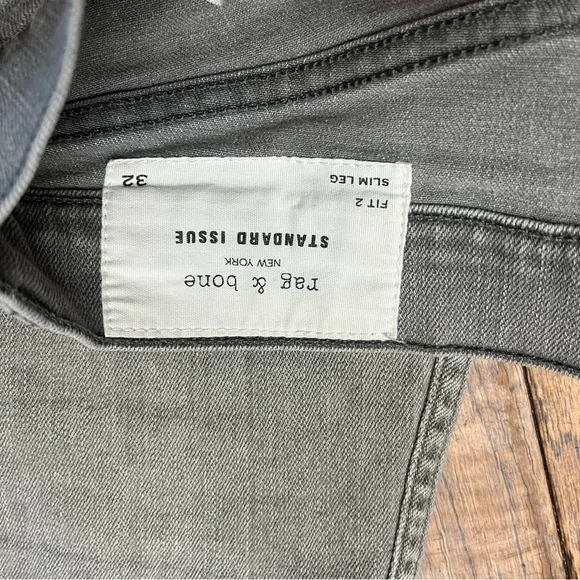 rag & bone
NEW YORK
STANDARD ISSUE
FIT 2
SLIM LEG
32